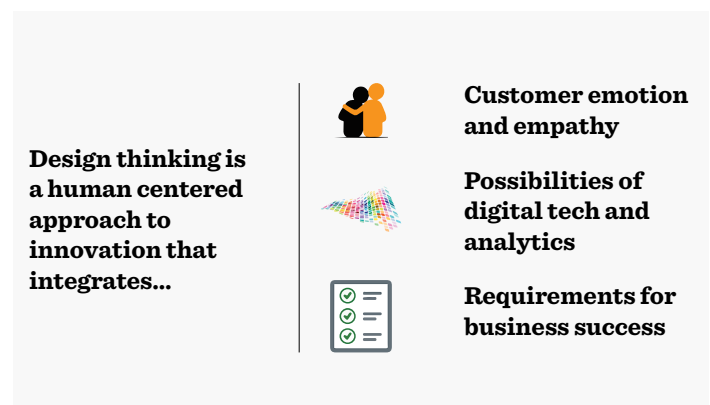 Design thinking is
a human centered
approach to
innovation that
integrates...
Customer emotion
and empathy
Possibilities of
digital tech and
analytics
Requirements for
business success